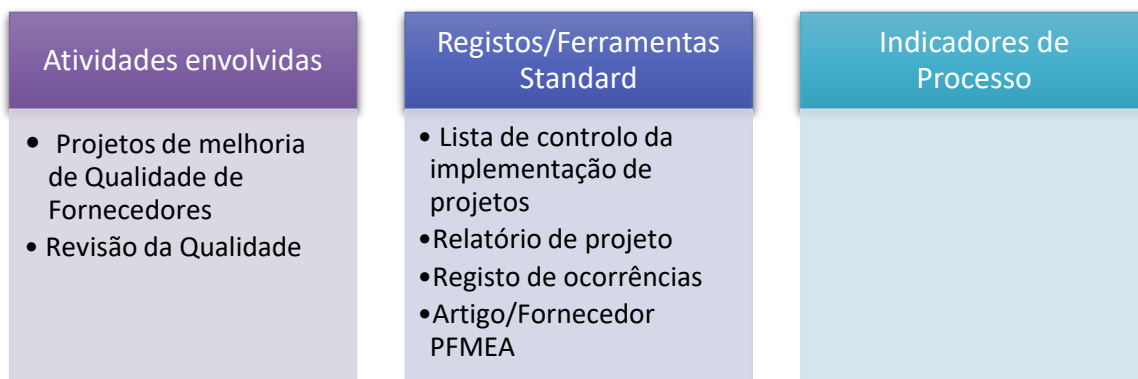 Atividades envolvidas
• Projetos de melhoria
de Qualidade de
Fornecedores
• Revisão da Qualidade
Registos/Ferramentas
Standard
• Lista de controlo da
implementação de
projetos
•Relatório de projeto
•Registo de ocorrências
•Artigo/Fornecedor
PFMEA
Indicadores de
Processo